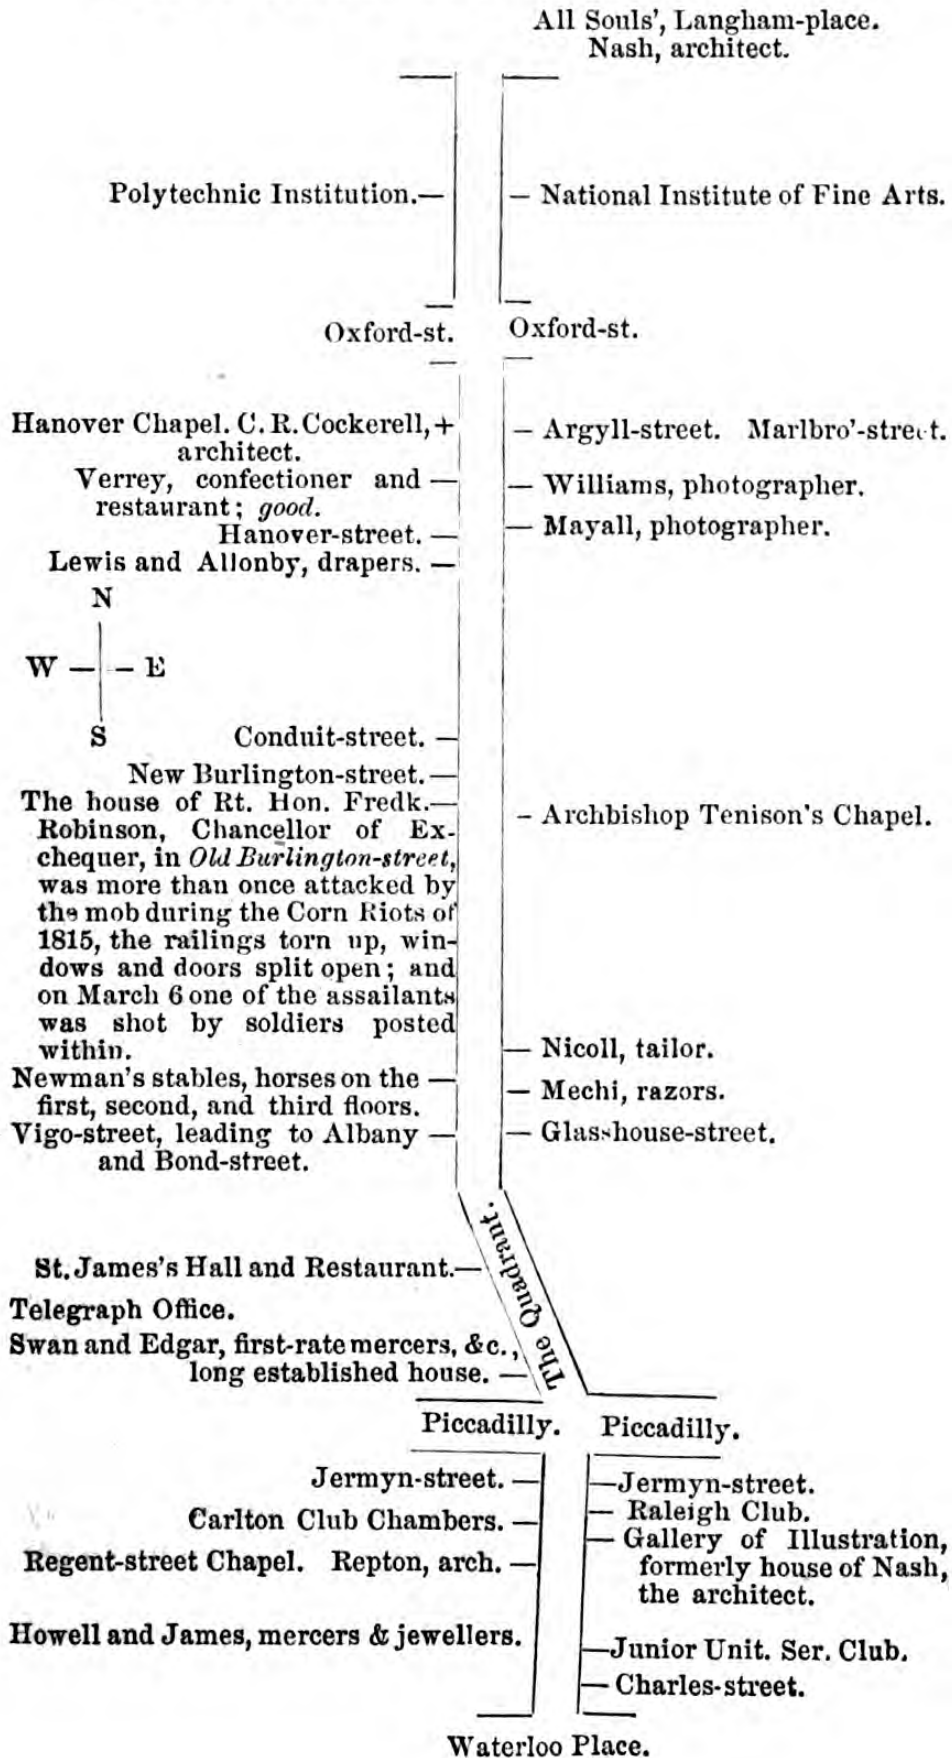 All Souls', Langham-place.
Nash, architect.
Polytechnic Institution.—
— National Institute of Fine Arts.
Oxford-st.
Oxford-st.
Hanover Chapel. C. R. Cockerell, +
architect.
— Argyll-street. Marlbro'-street.
Verrey, confectioner and —
restaurant; good.
— Williams, photographer.
Hanover-street. —
— Mayall, photographer.
Lewis and Allonby, drapers. —
N
W — — E
S
Conduit-street. —
New Burlington-street. —
The house of Rt. Hon. Fredk.—
Robinson, Chancellor of Ex-
chequer, in Old Burlington-street,
was more than once attacked by
the mob during the Corn Riots of
1815, the railings torn up, win-
dows and doors split open; and
on March 6 one of the assailants
was shot by soldiers posted
within.
– Archbishop Tenison's Chapel.
— Nicoll, tailor.
Newman's stables, horses on the —
first, second, and third floors.
— Mechi, razors.
Vigo-street, leading to Albany —
and Bond-street.
— Glasshouse-street.
The Quadrant.
St. James's Hall and Restaurant.—
Telegraph Office.
Swan and Edgar, first-rate mercers, &c.,
long established house. —
Piccadilly.
Piccadilly.
Jermyn-street. —
—Jermyn-street.
Carlton Club Chambers. —
— Raleigh Club.
Regent-street Chapel. Repton, arch. —
— Gallery of Illustration,
formerly house of Nash,
the architect.
Howell and James, mercers & jewellers.
—Junior Unit. Ser. Club.
— Charles-street.
Waterloo Place.